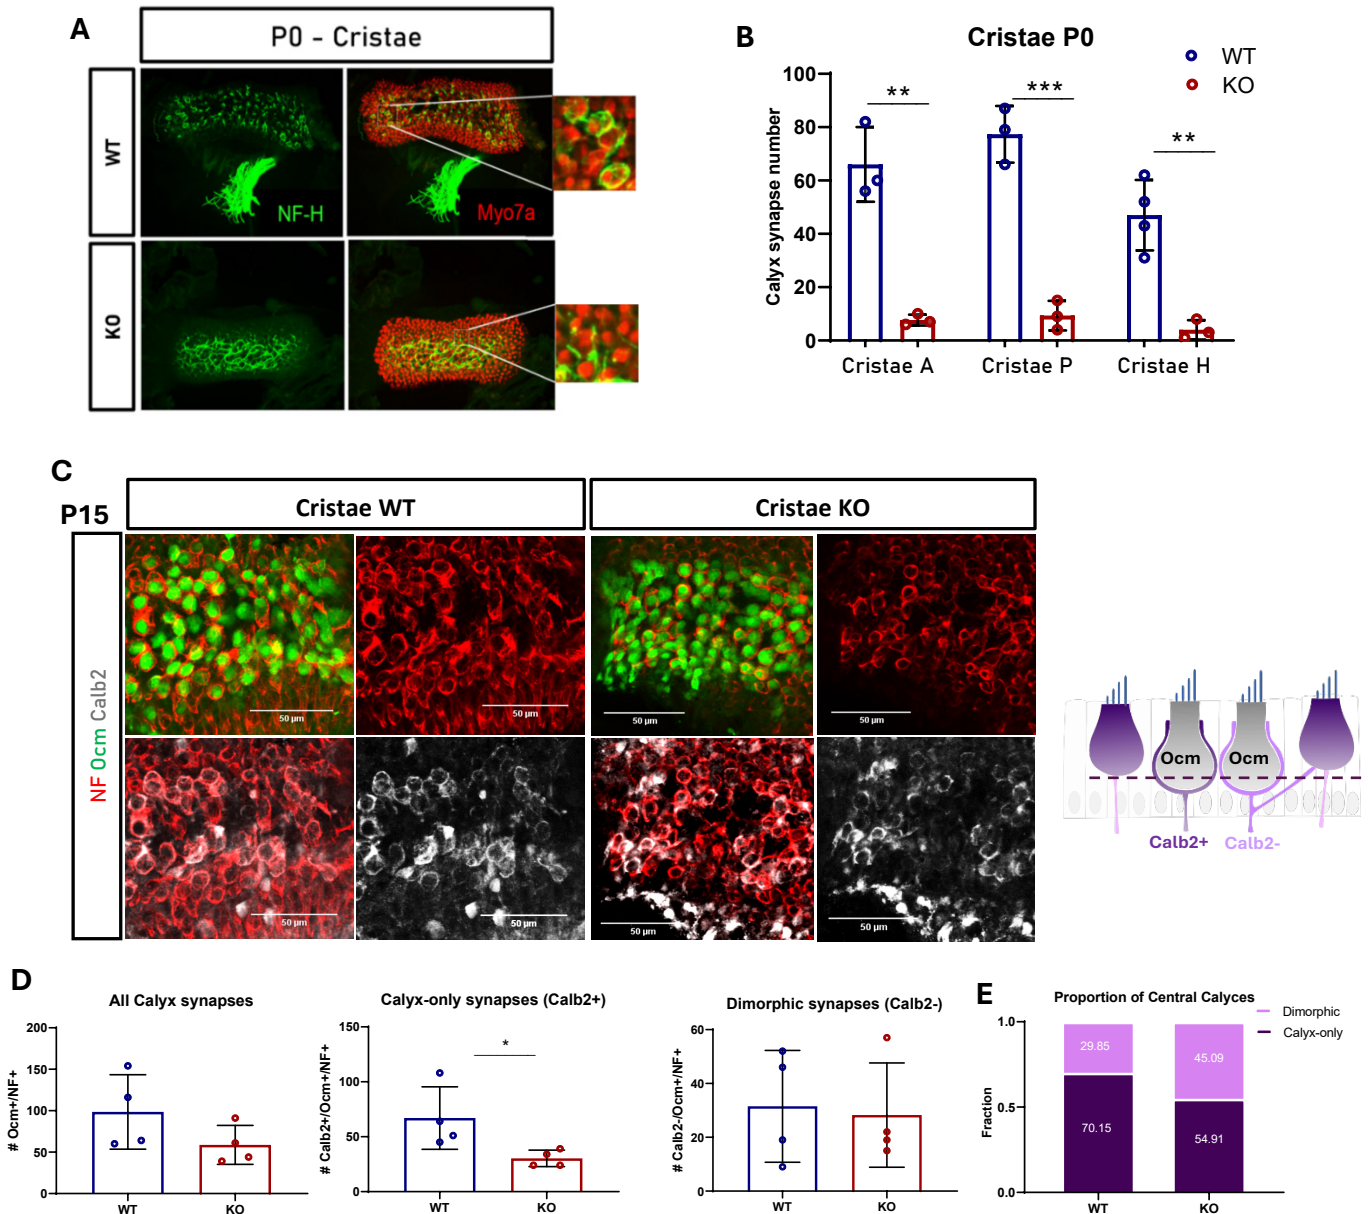 A
P0 - Cristae
WT
NF-H
Myo7a
KO
B
Cristae P0
WT
KO
Calyx synapse number
100
80
60
40
20
0
**
***
**
Cristae A
Cristae P
Cristae H
C
P15
Cristae WT
Cristae KO
NF Ocm Calb2
50 µm
50 µm
50 µm
50 µm
50 µm
50 µm
50 µm
50 µm
Ocm
Ocm
Calb2+
Calb2-
D
All Calyx synapses
# Ocm+/NF+
200
150
100
50
0
WT
KO
Calyx-only synapses (Calb2+)
# Calb2+/Ocm+/NF+
150
100
50
0
*
WT
KO
Dimorphic synapses (Calb2-)
# Calb2-/Ocm+/NF+
60
40
20
0
WT
KO
E
Proportion of Central Calyces
Dimorphic
Calyx-only
Fraction
1.0
0.5
0.0
29.85
70.15
45.09
54.91
WT
KO